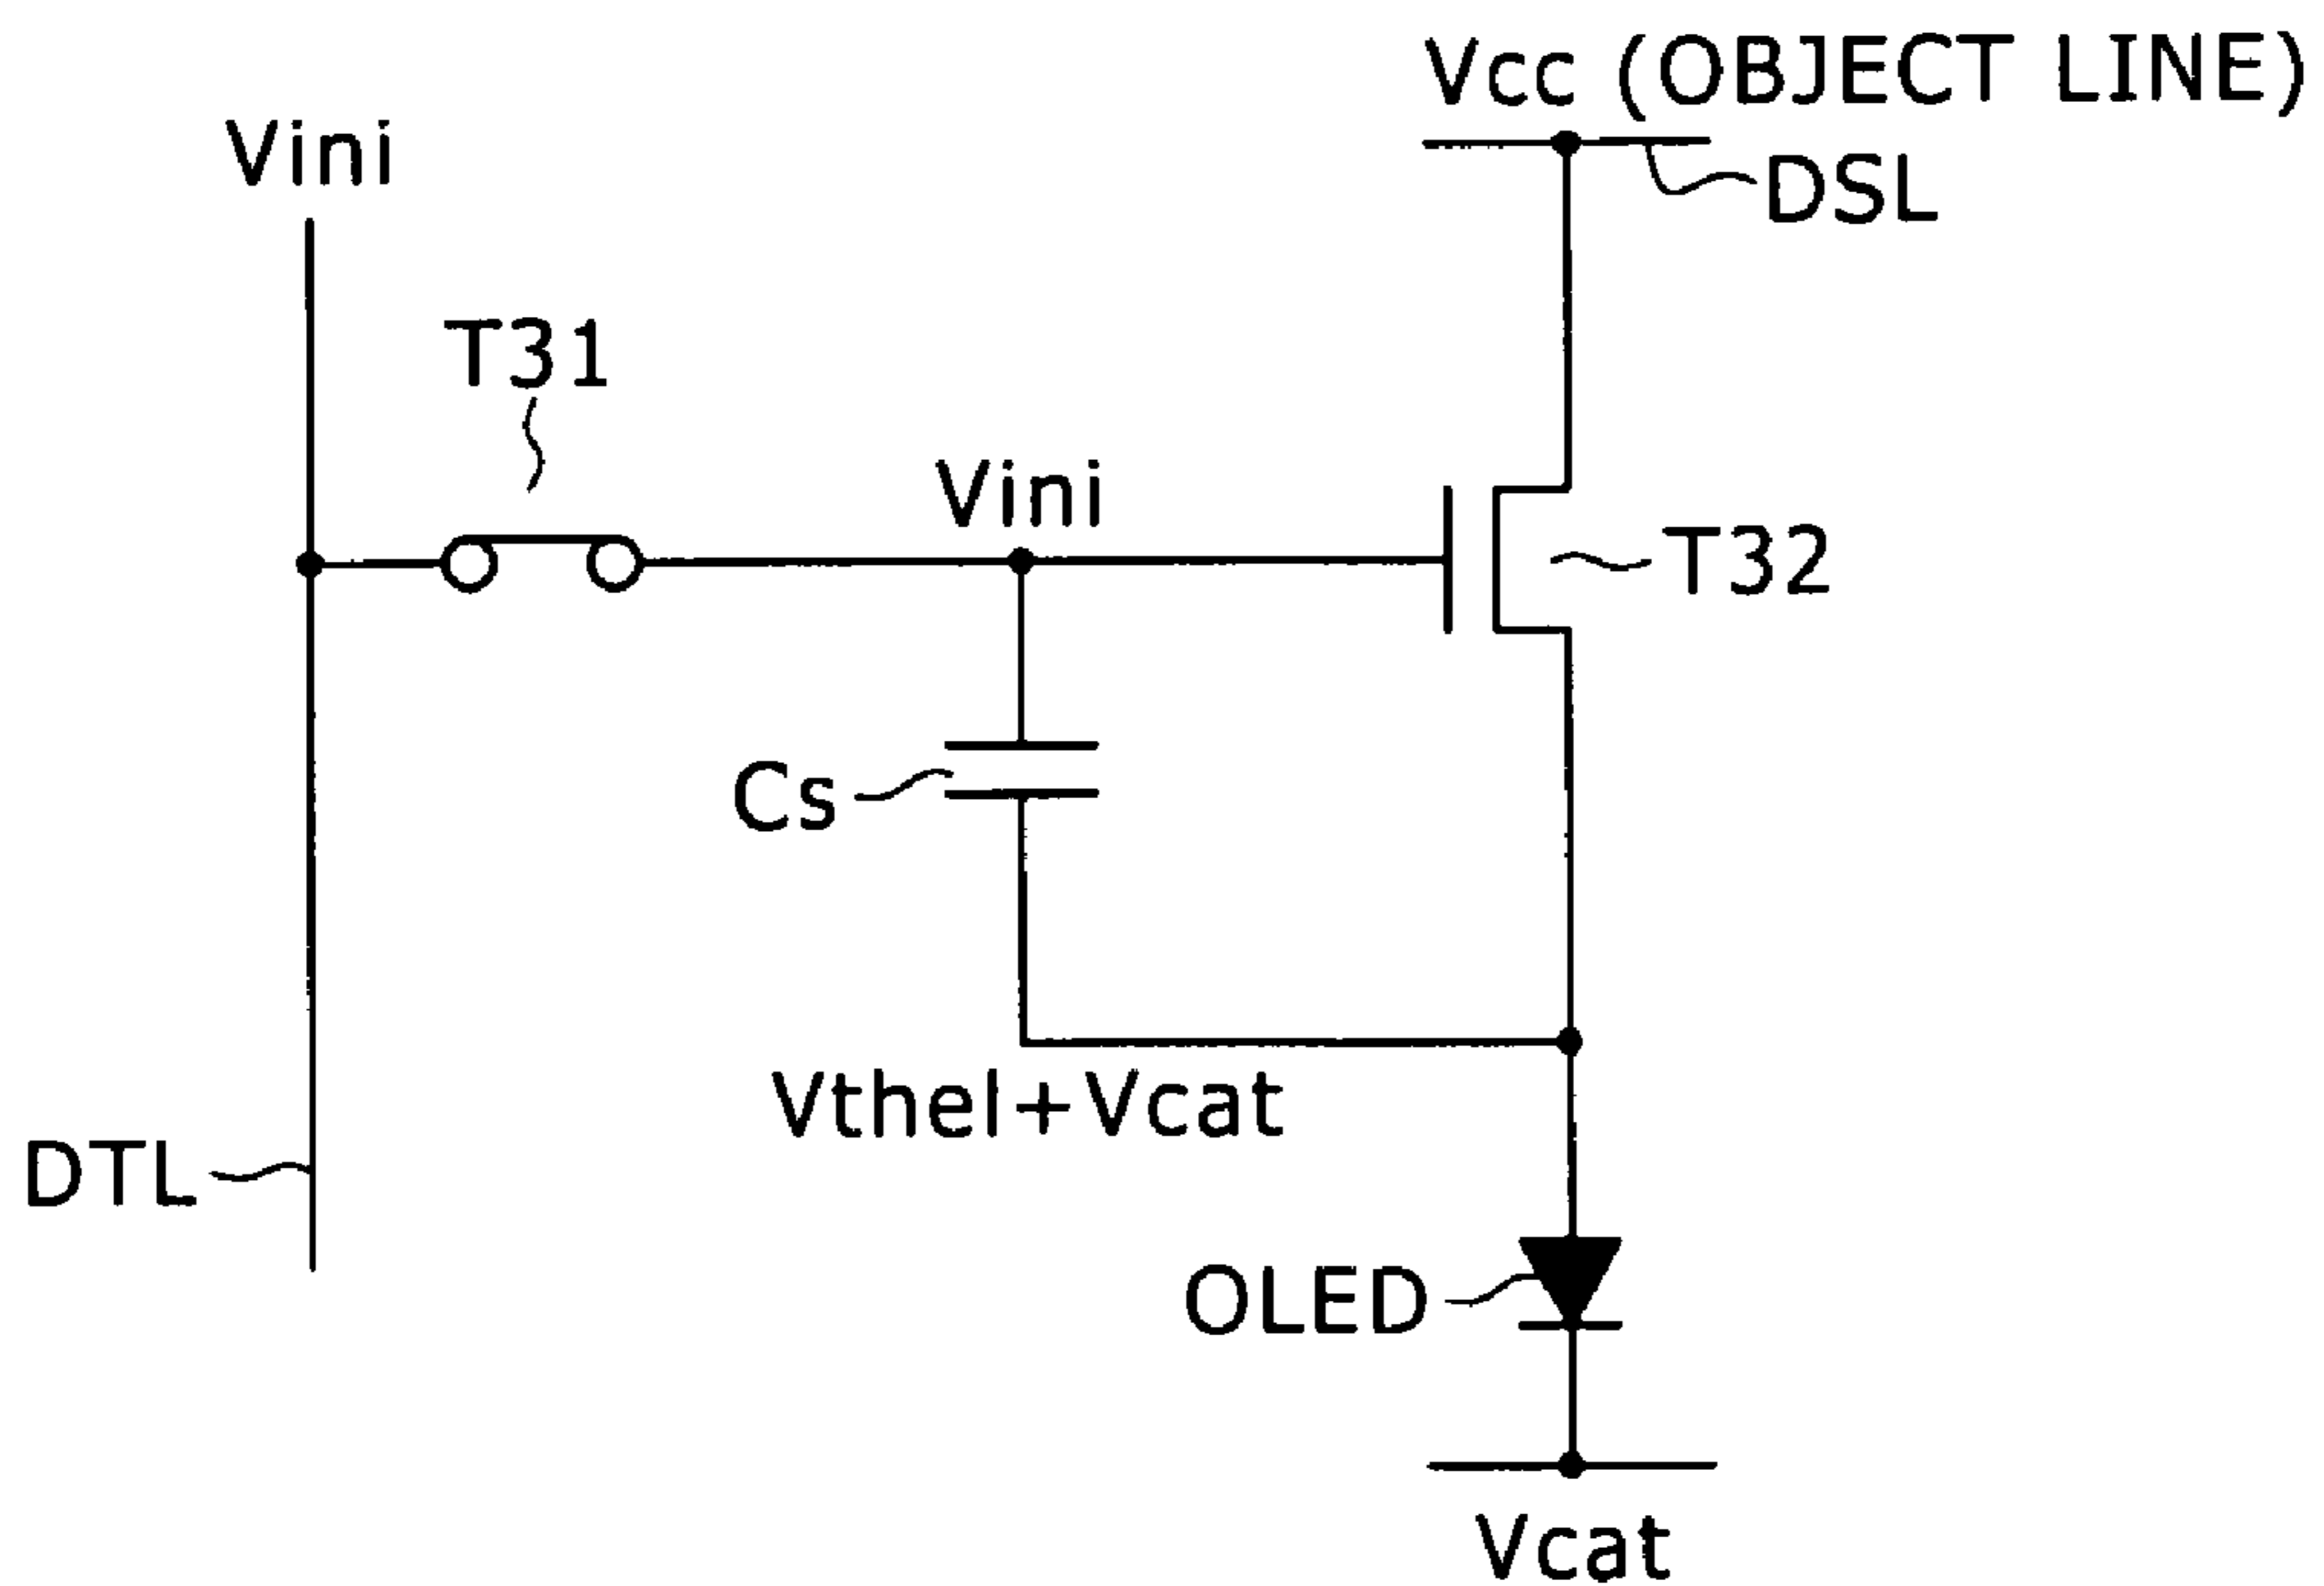 Vcc (OBJECT LINE)
Vini
DSL
T31
Vini
T32
Cs
Vthel+Vcat
DTL
OLED
Vcat